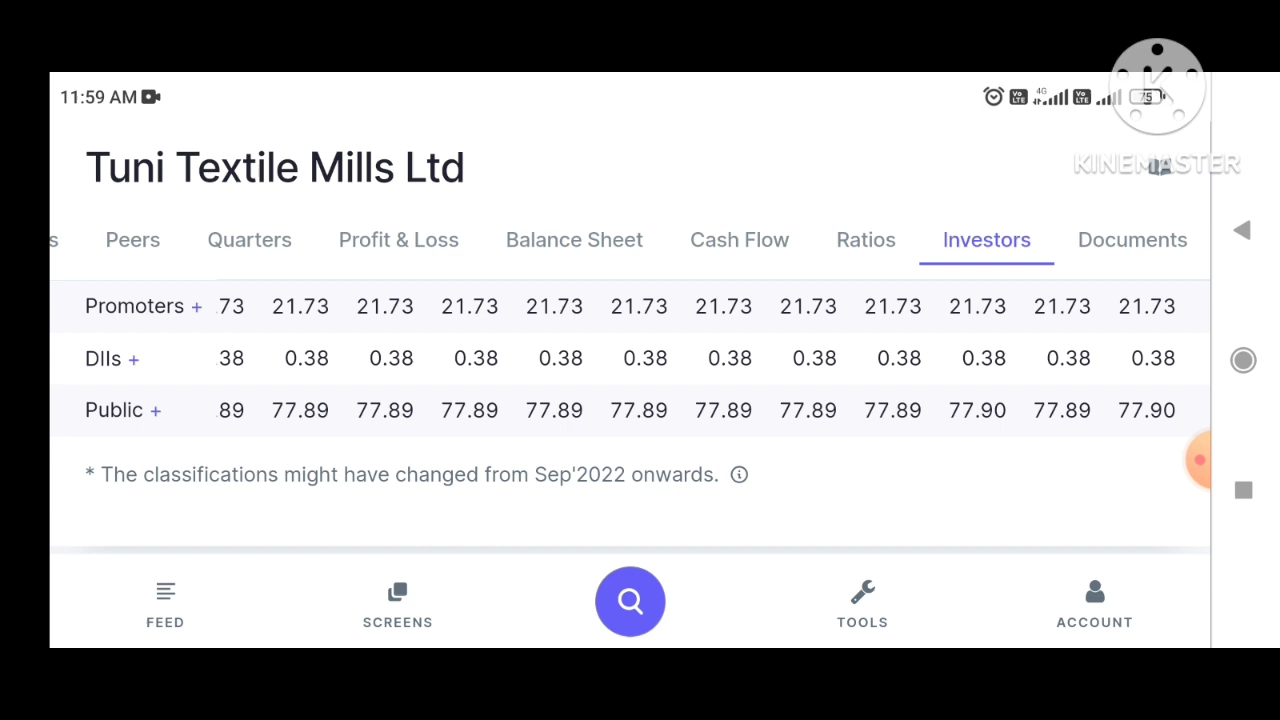 11:59 AM
4G
75
KINEMASTER
Tuni Textile Mills Ltd
s Peers Quarters Profit & Loss Balance Sheet Cash Flow Ratios Investors Documents
Promoters + .73 21.73 21.73 21.73 21.73 21.73 21.73 21.73 21.73 21.73 21.73 21.73
DIIs + 38 0.38 0.38 0.38 0.38 0.38 0.38 0.38 0.38 0.38 0.38 0.38
Public + .89 77.89 77.89 77.89 77.89 77.89 77.89 77.89 77.89 77.90 77.89 77.90
* The classifications might have changed from Sep'2022 onwards.
FEED SCREENS TOOLS ACCOUNT